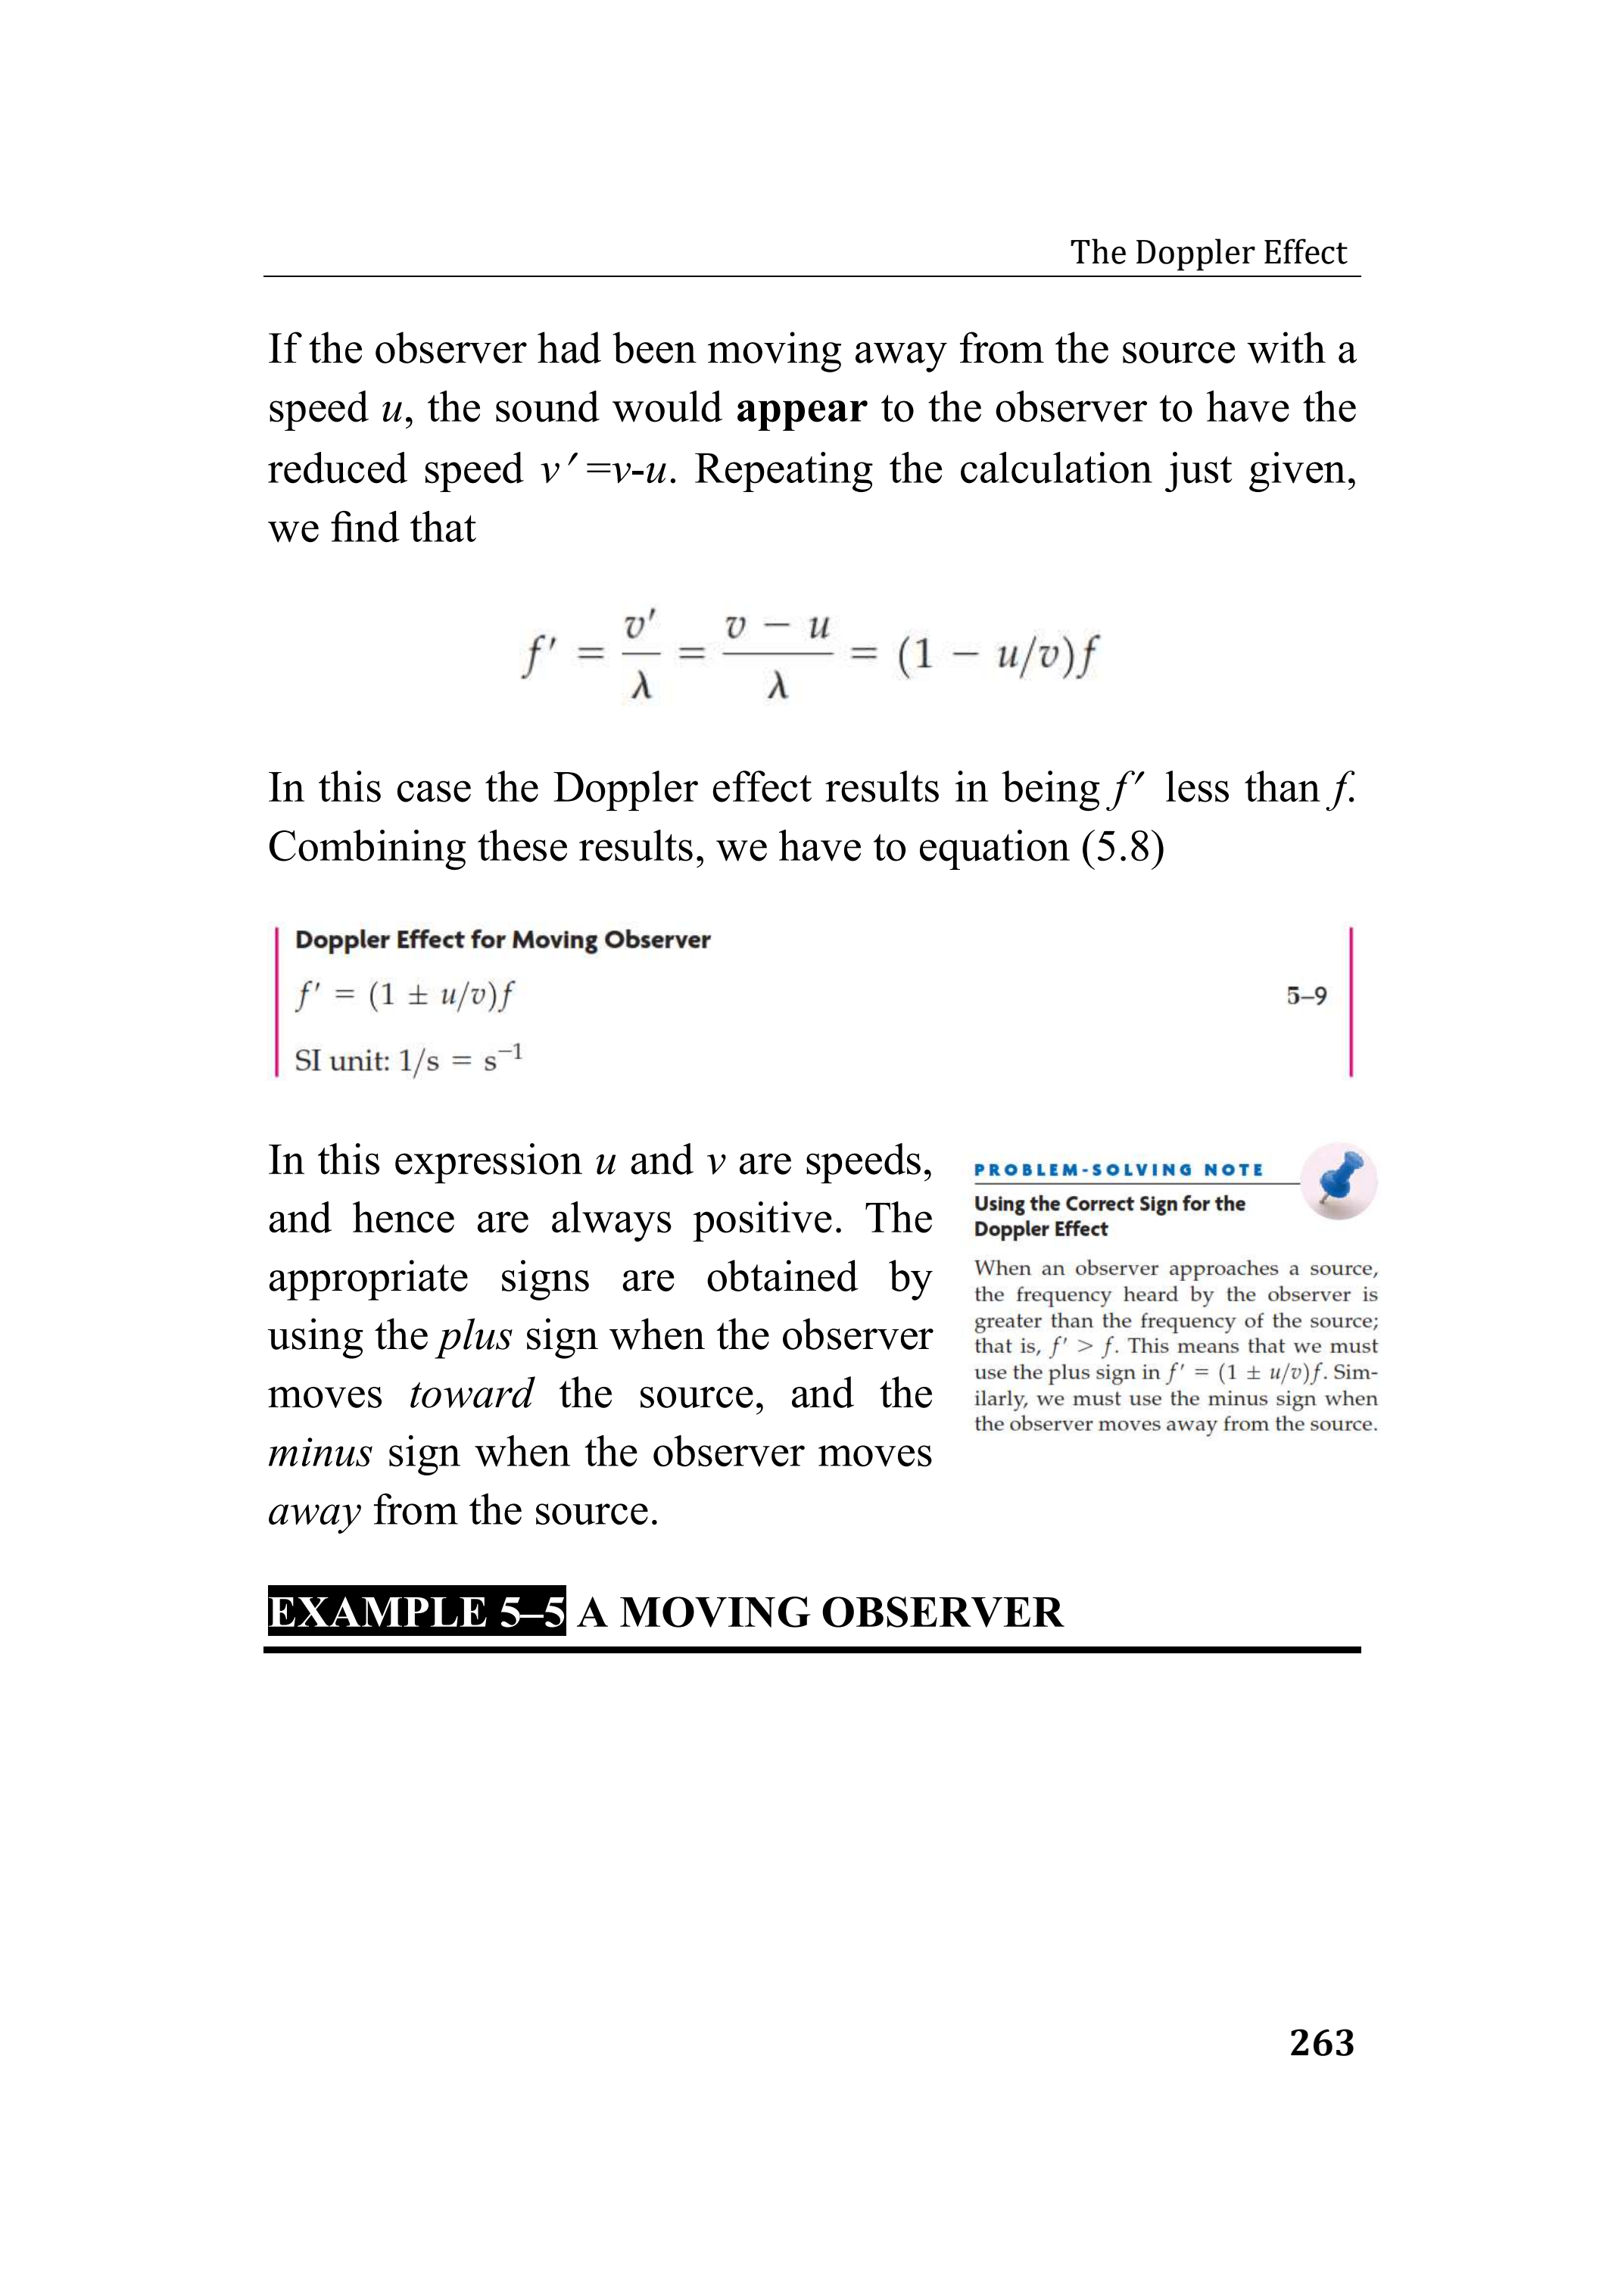 The Doppler Effect
If the observer had been moving away from the source with a
speed u, the sound would appear to the observer to have the
reduced speed v′=v-u. Repeating the calculation just given,
we find that
f' = v'/λ = (v − u)/λ = (1 − u/v)f
In this case the Doppler effect results in being f′ less than f.
Combining these results, we have to equation (5.8)
Doppler Effect for Moving Observer
f' = (1 ± u/v)f 5–9
SI unit: 1/s = s⁻¹
In this expression u and v are speeds,
and hence are always positive. The
appropriate signs are obtained by
using the plus sign when the observer
moves toward the source, and the
minus sign when the observer moves
away from the source.
PROBLEM-SOLVING NOTE
Using the Correct Sign for the
Doppler Effect
When an observer approaches a source,
the frequency heard by the observer is
greater than the frequency of the source;
that is, f' > f. This means that we must
use the plus sign in f' = (1 ± u/v)f. Sim-
ilarly, we must use the minus sign when
the observer moves away from the source.
EXAMPLE 5–5 A MOVING OBSERVER
263